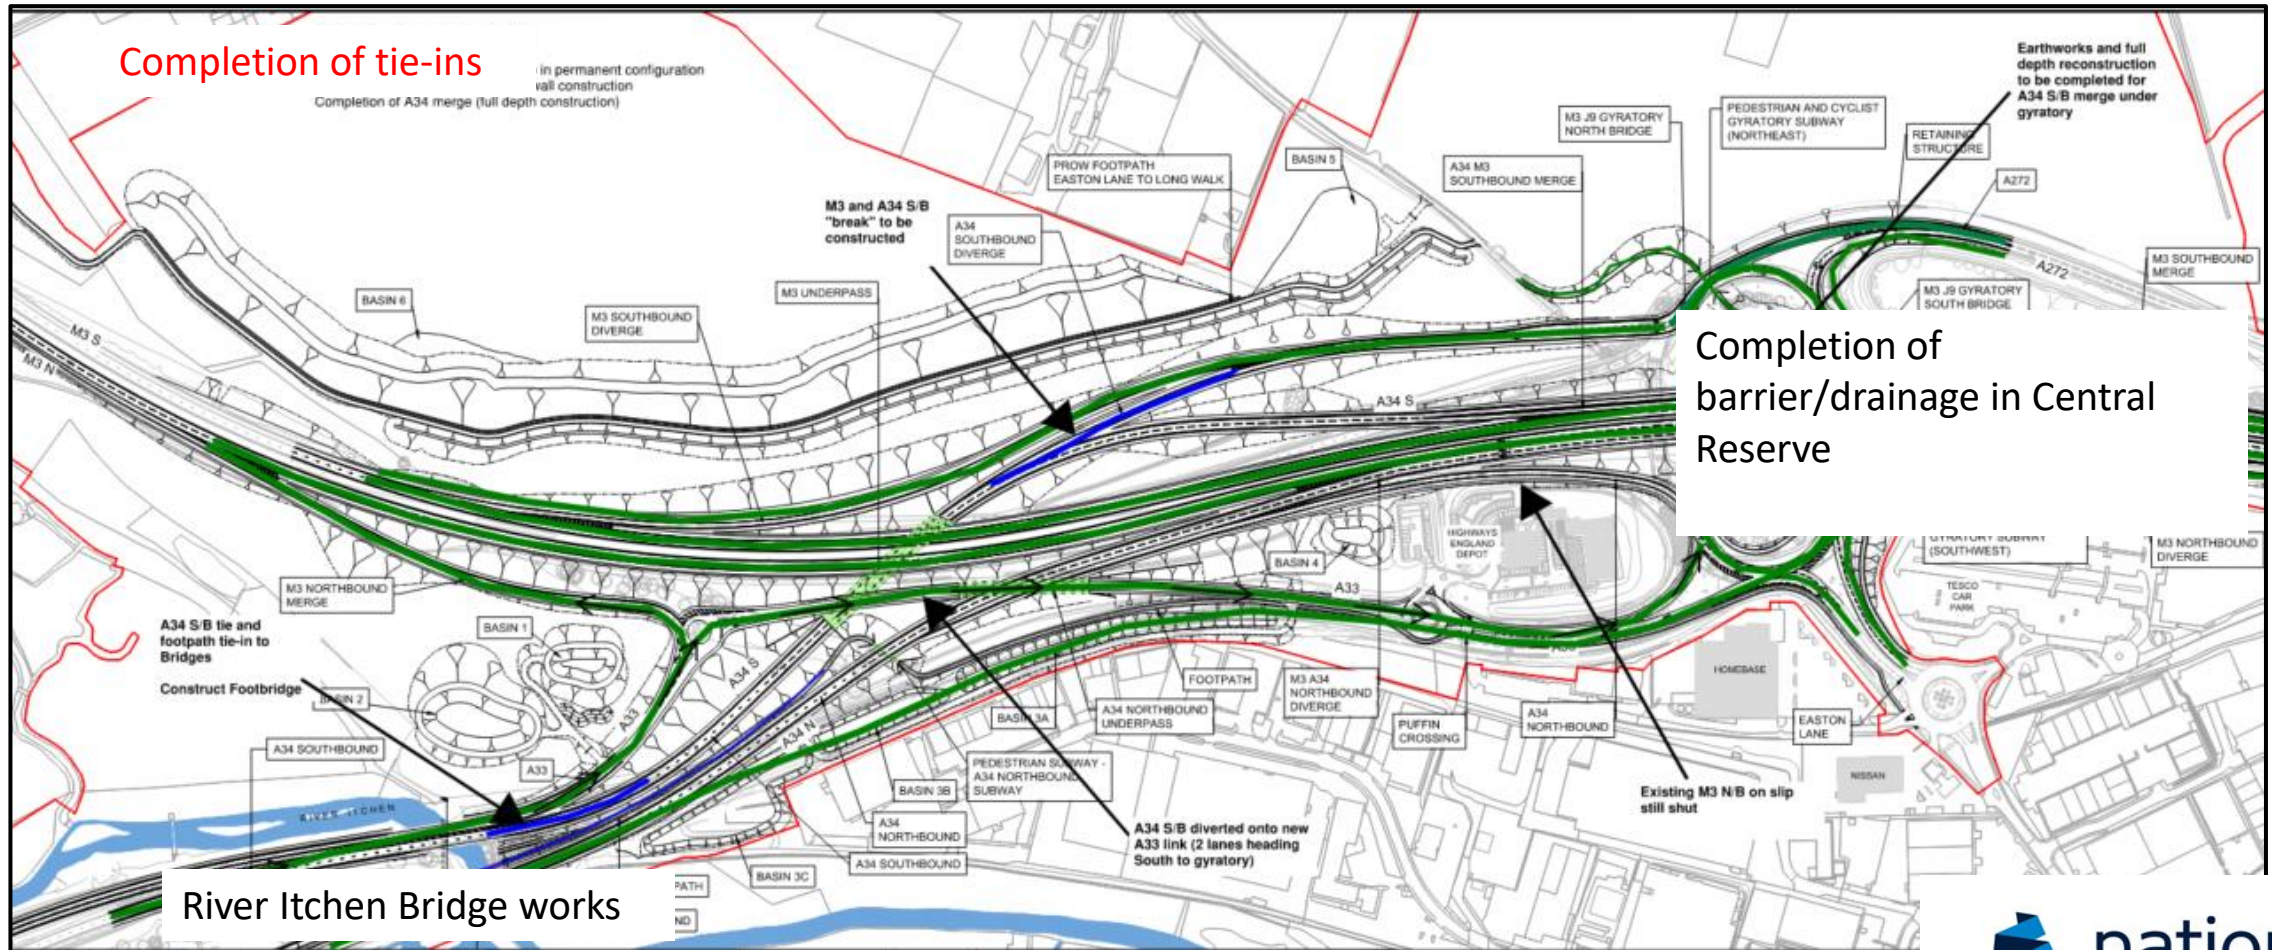 Completion of tie-ins
in permanent configuration
wall construction
Completion of A34 merge (full depth construction)
Earthworks and full
depth reconstruction
to be completed for
A34 S/B merge under
gyratory
M3 J9 GYRATORY
NORTH BRIDGE
PEDESTRIAN AND CYCLIST
GYRATORY SUBWAY
(NORTHEAST)
RETAINING
STRUCTURE
A272
BASIN 5
A34 M3
SOUTHBOUND MERGE
PROW FOOTPATH
EASTON LANE TO LONG WALK
M3 and A34 S/B
"break" to be
constructed
A34
SOUTHBOUND
DIVERGE
A272
M3 SOUTHBOUND
MERGE
M3 J9 GYRATORY
SOUTH BRIDGE
BASIN 6
M3 UNDERPASS
M3 SOUTHBOUND
DIVERGE
M3 S
M3 N
A34 S
Completion of
barrier/drainage in Central
Reserve
HIGHWAYS
ENGLAND
DEPOT
BASIN 4
GYRATORY SUBWAY
(SOUTHWEST)
M3 NORTHBOUND
DIVERGE
TESCO
CAR
PARK
M3 NORTHBOUND
MERGE
A33
A34 S/B tie and
footpath tie-in to
Bridges
Construct Footbridge
BASIN 1
BASIN 2
A34 S
A33
A34 N
FOOTPATH
M3 A34
NORTHBOUND
DIVERGE
HOMEBASE
BASIN 3A
A34 NORTHBOUND
UNDERPASS
PUFFIN
CROSSING
A34
NORTHBOUND
EASTON
LANE
A34 SOUTHBOUND
A33
PEDESTRIAN SUBWAY -
A34 NORTHBOUND
SUBWAY
BASIN 3B
NISSAN
Existing M3 N/B on slip
still shut
RIVER ITCHEN
A34
NORTHBOUND
A34 S/B diverted onto new
A33 link (2 lanes heading
South to gyratory)
A34 SOUTHBOUND
BASIN 3C
PATH
ND
River Itchen Bridge works
nation